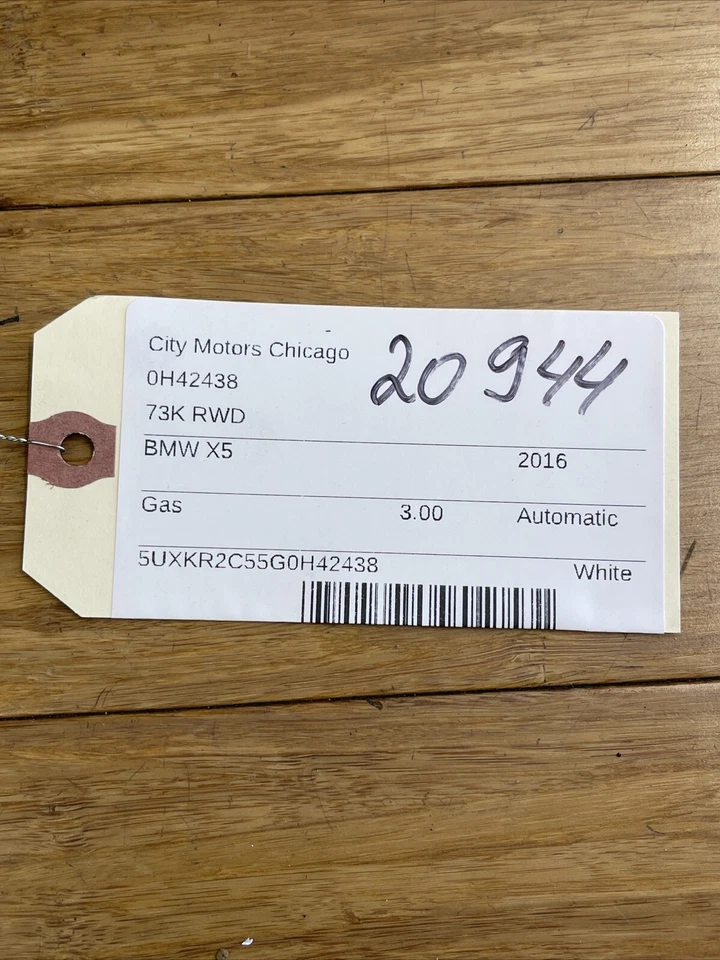 City Motors Chicago
20944
0H42438
73K RWD
BMW X5 2016
Gas 3.00 Automatic
5UXKR2C55G0H42438 White